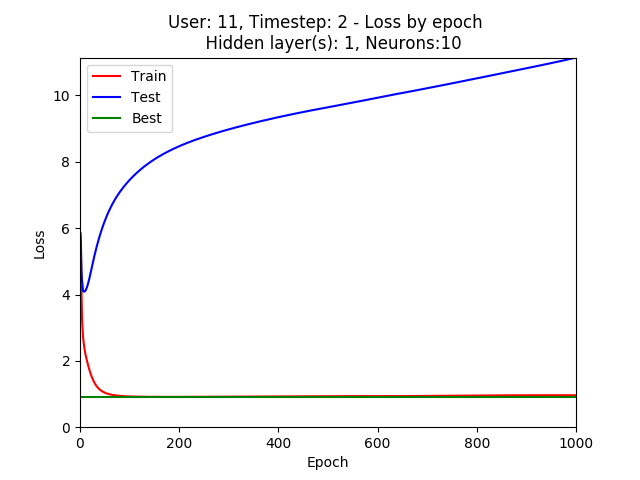 User: 11, Timestep: 2 - Loss by epoch
Hidden layer(s): 1, Neurons:10
Train
Test
Best
10
8
6
4
2
0
Loss
0
200
400
600
800
1000
Epoch